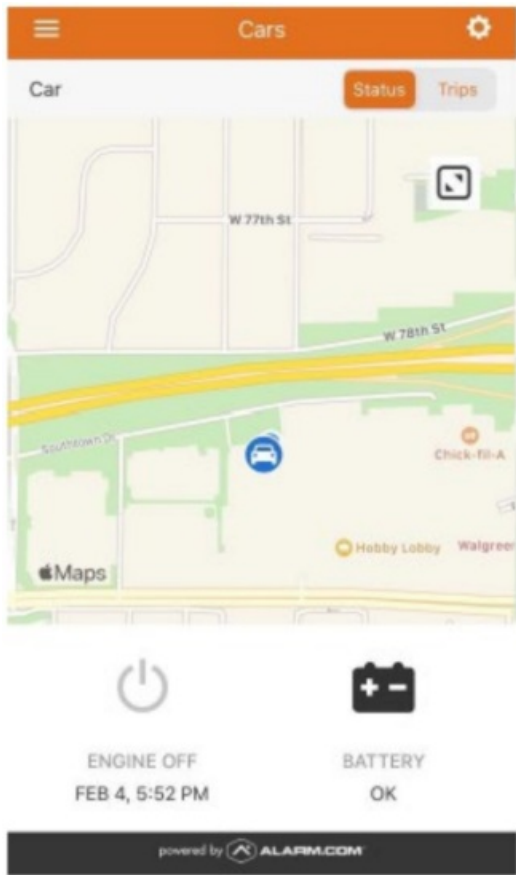 Cars
Car
Status
Trips
W 77th St
W 78th St
Southtown Dr
Chick-fil-A
Hobby Lobby
Walgreen
Maps
ENGINE OFF
BATTERY
FEB 4, 5:52 PM
OK
powered by ALARM.COM